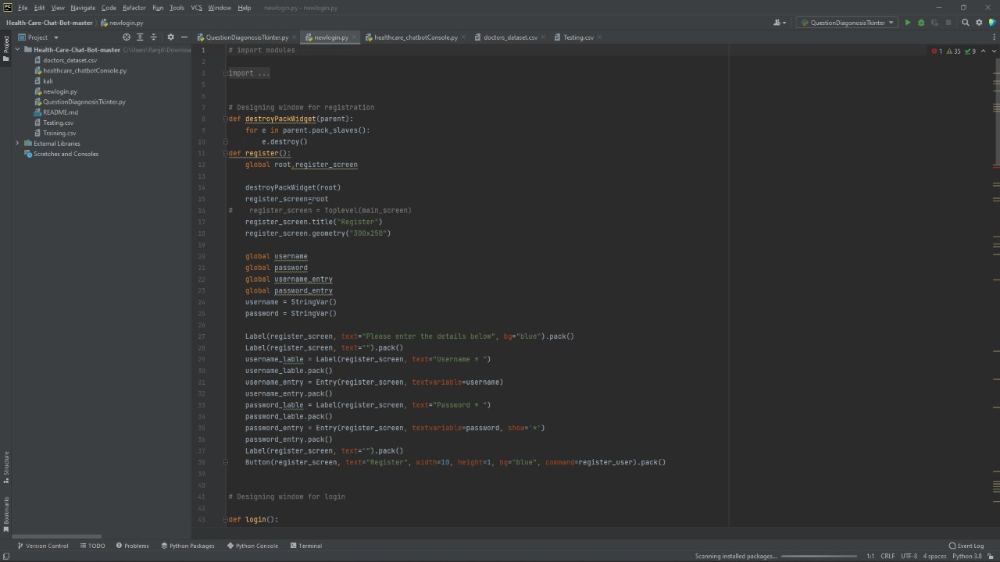 PC File Edit View Navigate Code Refactor Run Tools VCS Window Help newlogin.py - newlogin.py
Health-Care-Chat-Bot-master newlogin.py QuestionDiagonosisTkinter
Project QuestionDiagonosisTkinter.py newlogin.py healthcare_chatbotConsole.py doctors_dataset.csv Testing.csv
Project
Structure
Bookmarks
Health-Care-Chat-Bot-master C:\Users\Ranjit\Downloa
doctors_dataset.csv
healthcare_chatbotConsole.py
kali
newlogin.py
QuestionDiagonosisTkinter.py
README.md
Testing.csv
Training.csv
External Libraries
Scratches and Consoles
1 35 9
1 # import modules
2
3 import ...
5
6
7 # Designing window for registration
8 def destroyPackWidget(parent):
9 for e in parent.pack_slaves():
10 e.destroy()
11 def register():
12 global root,register_screen
13
14 destroyPackWidget(root)
15 register_screen=root
16 # register_screen = Toplevel(main_screen)
17 register_screen.title("Register")
18 register_screen.geometry("300x250")
19
20 global username
21 global password
22 global username_entry
23 global password_entry
24 username = StringVar()
25 password = StringVar()
26
27 Label(register_screen, text="Please enter the details below", bg="blue").pack()
28 Label(register_screen, text="").pack()
29 username_lable = Label(register_screen, text="Username * ")
30 username_lable.pack()
31 username_entry = Entry(register_screen, textvariable=username)
32 username_entry.pack()
33 password_lable = Label(register_screen, text="Password * ")
34 password_lable.pack()
35 password_entry = Entry(register_screen, textvariable=password, show='*')
36 password_entry.pack()
37 Label(register_screen, text="").pack()
38 Button(register_screen, text="Register", width=10, height=1, bg="blue", command=register_user).pack()
39
40
41 # Designing window for login
42
43 def login():
Version Control TODO Problems Python Packages Python Console Terminal Event Log
Scanning installed packages... 1:1 CRLF UTF-8 4 spaces Python 3.8